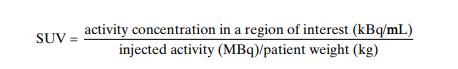 SUV = activity concentration in a region of interest (kBq/mL)
injected activity (MBq)/patient weight (kg)